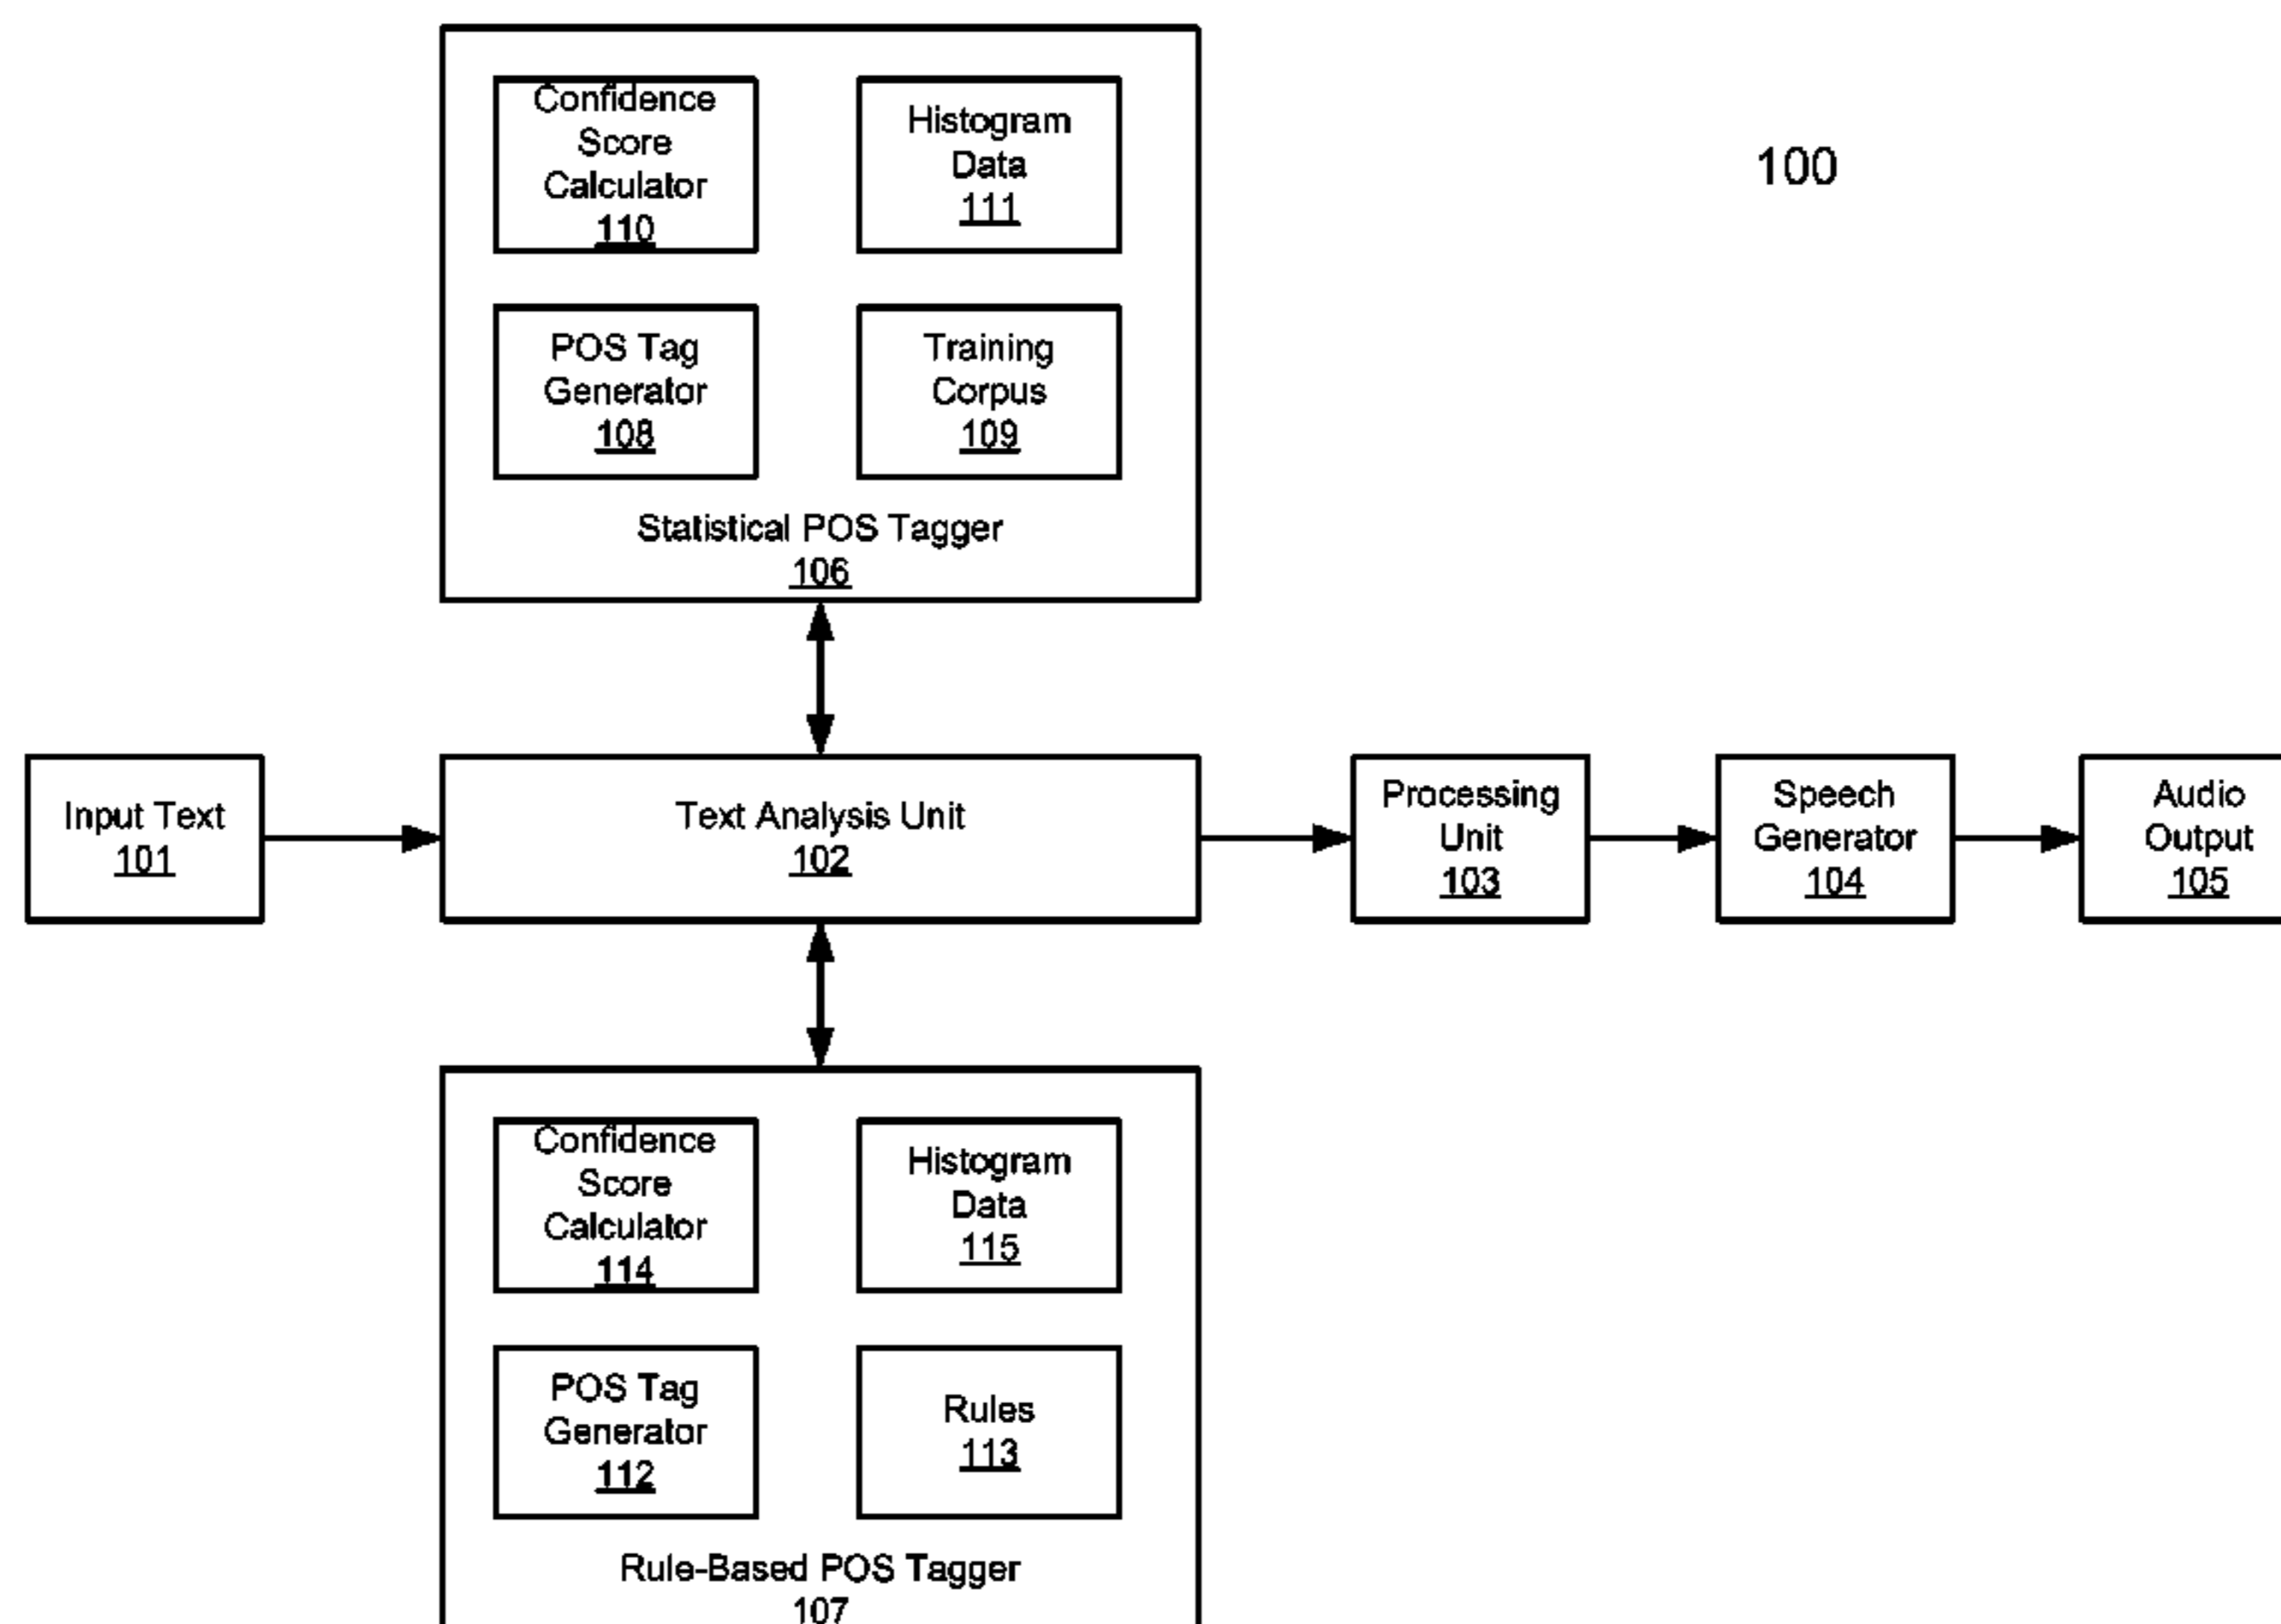 Confidence
Score
Calculator
110
Histogram
Data
111
100
POS Tag
Generator
108
Training
Corpus
109
Statistical POS Tagger
106
Input Text
101
Text Analysis Unit
102
Processing
Unit
103
Speech
Generator
104
Audio
Output
105
Confidence
Score
Calculator
114
Histogram
Data
115
POS Tag
Generator
112
Rules
113
Rule-Based POS Tagger
107